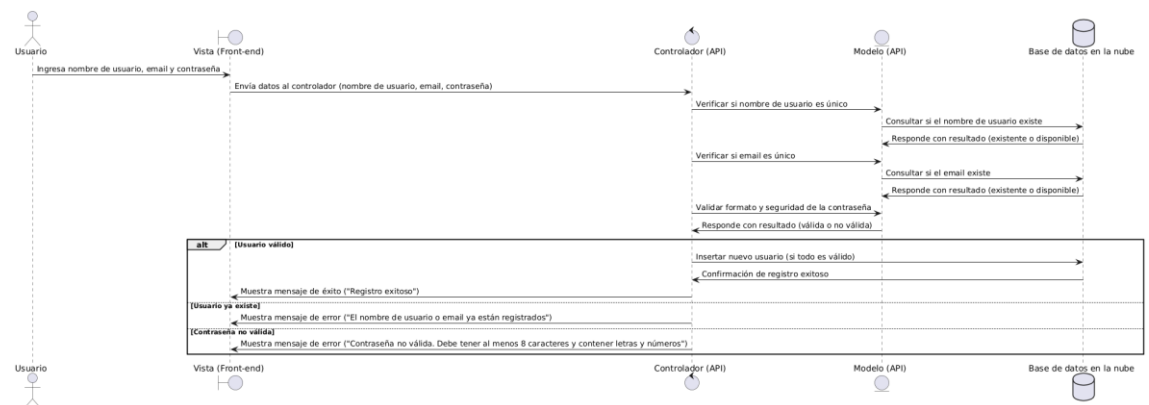 Usuario
Vista (Front-end)
Controlador (API)
Modelo (API)
Base de datos en la nube
Ingresa nombre de usuario, email y contraseña
Envía datos al controlador (nombre de usuario, email, contraseña)
Verificar si nombre de usuario es único
Consultar si el nombre de usuario existe
Responde con resultado (existente o disponible)
Verificar si email es único
Consultar si el email existe
Responde con resultado (existente o disponible)
Validar formato y seguridad de la contraseña
Responde con resultado (válida o no válida)
alt
[Usuario válido]
Insertar nuevo usuario (si todo es válido)
Confirmación de registro exitoso
Muestra mensaje de éxito ("Registro exitoso")
[Usuario ya existe]
Muestra mensaje de error ("El nombre de usuario o email ya están registrados")
[Contraseña no válida]
Muestra mensaje de error ("Contraseña no válida. Debe tener al menos 8 caracteres y contener letras y números")
Usuario
Vista (Front-end)
Controlador (API)
Modelo (API)
Base de datos en la nube